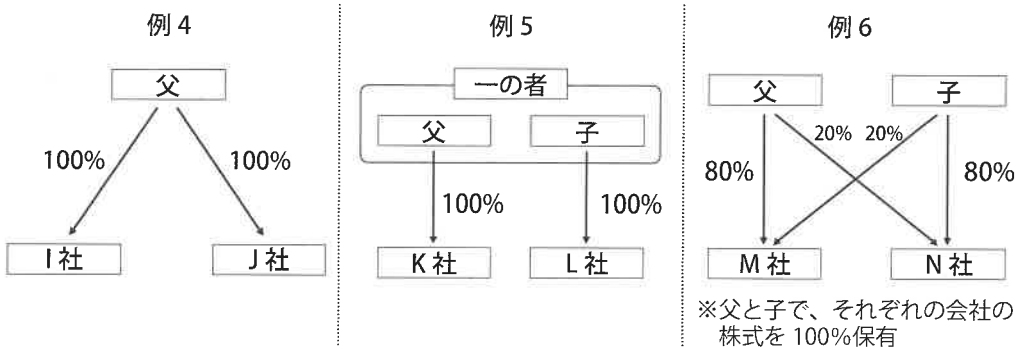 例4
父
100%
100%
I社
J社
例5
一の者
父
子
100%
100%
K社
L社
例6
父
子
20%
20%
80%
80%
M社
N社
※父と子で、それぞれの会社の
株式を100%保有